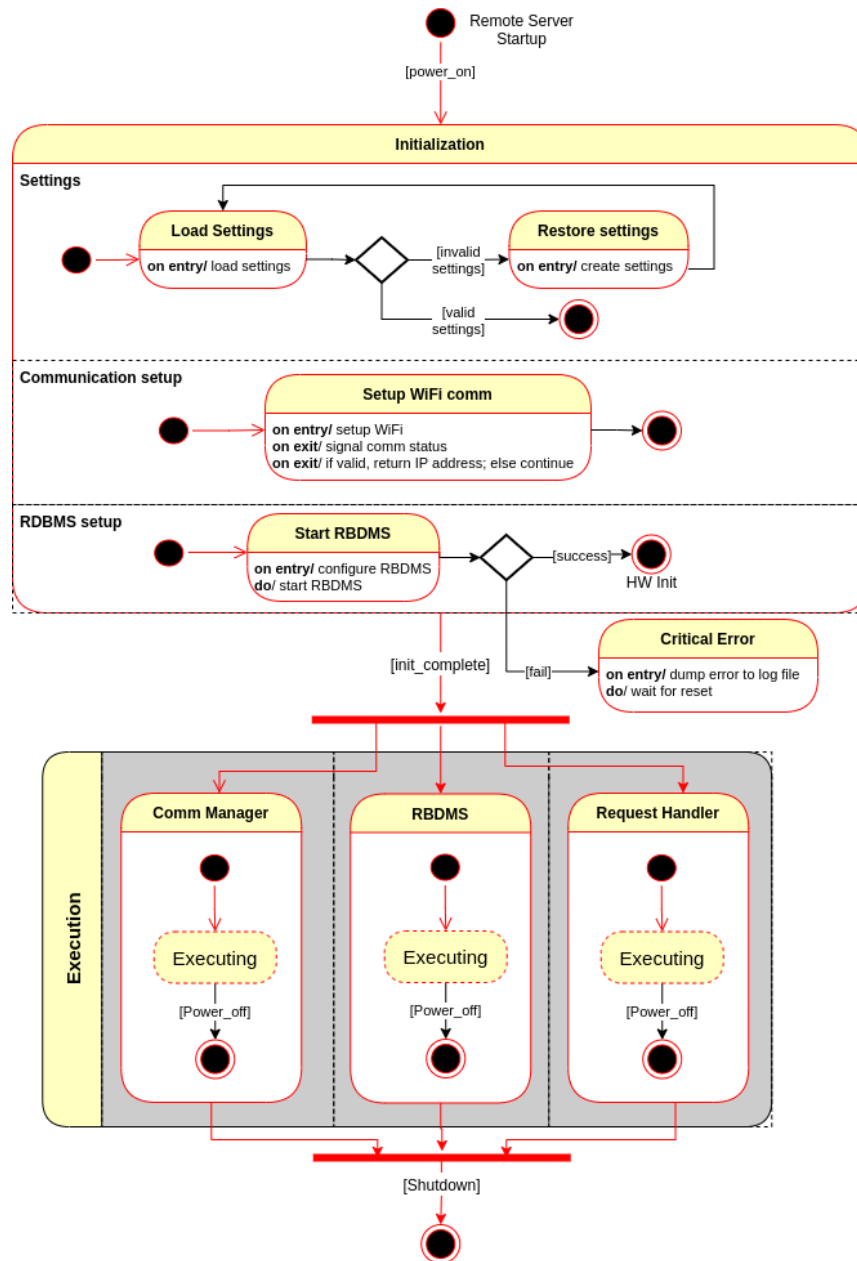 Remote Server
Startup
[power_on]
Initialization
Settings
Load Settings
on entry/ load settings
[invalid
settings]
Restore settings
on entry/ create settings
[valid
settings]
Communication setup
Setup WiFi comm
on entry/ setup WiFi
on exit/ signal comm status
on exit/ if valid, return IP address; else continue
RDBMS setup
Start RBDMS
on entry/ configure RBDMS
do/ start RBDMS
[success]
HW Init
[init_complete]
[fail]
Critical Error
on entry/ dump error to log file
do/ wait for reset
Execution
Comm Manager
RBDMS
Request Handler
Executing
Executing
Executing
[Power_off]
[Power_off]
[Power_off]
[Shutdown]